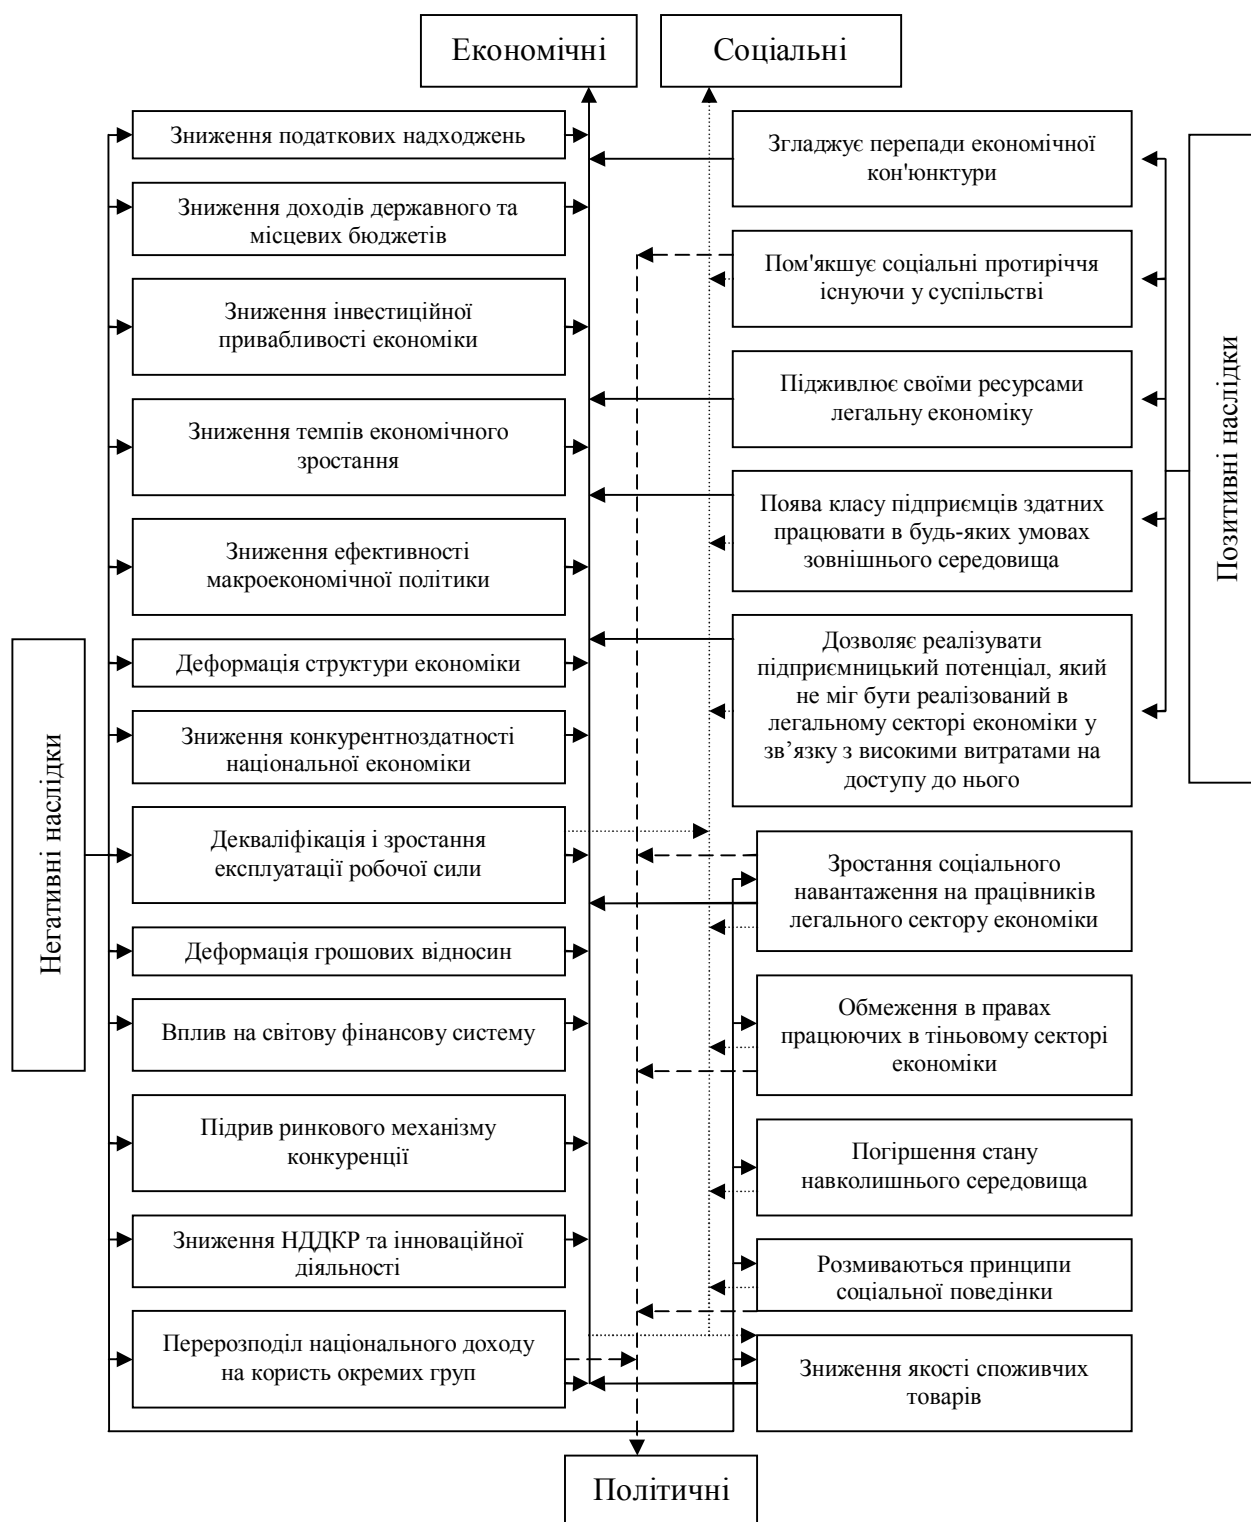 Економічні
Соціальні
Негативні наслідки
Зниження податкових надходжень
Зниження доходів державного та
місцевих бюджетів
Зниження інвестиційної
привабливості економіки
Зниження темпів економічного
зростання
Зниження ефективності
макроекономічної політики
Деформація структури економіки
Зниження конкурентноздатності
національної економіки
Декваліфікація і зростання
експлуатації робочої сили
Деформація грошових відносин
Вплив на світову фінансову систему
Підрив ринкового механізму
конкуренції
Зниження НДДКР та інноваційної
діяльності
Перерозподіл національного доходу
на користь окремих груп
Згладжує перепади економічної
кон'юнктури
Пом'якшує соціальні протиріччя
існуючи у суспільстві
Підживлює своїми ресурсами
легальну економіку
Поява класу підприємців здатних
працювати в будь-яких умовах
зовнішнього середовища
Дозволяє реалізувати
підприємницький потенціал, який
не міг бути реалізований в
легальному секторі економіки у
зв’язку з високими витратами на
доступу до нього
Зростання соціального
навантаження на працівників
легального сектору економіки
Обмеження в правах
працюючих в тіньовому секторі
економіки
Погіршення стану
навколишнього середовища
Розмиваються принципи
соціальної поведінки
Зниження якості споживчих
товарів
Позитивні наслідки
Політичні